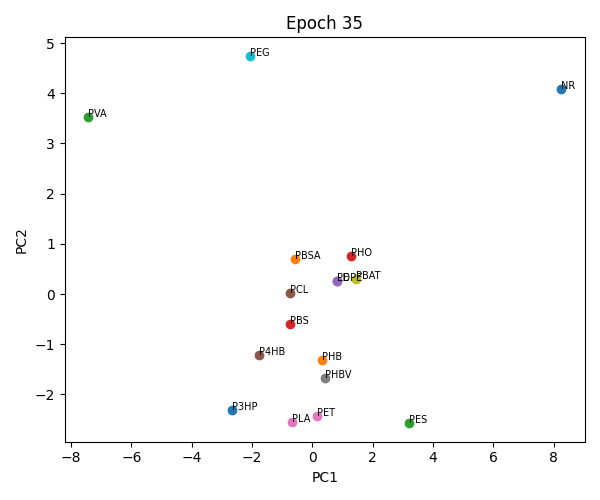 Epoch 35
PEG
NR
PVA
PBSA
PHO
PBAT
PCL
PBS
P4HB
PHB
PHBV
P3HP
PLA
PET
PES
5
4
3
2
1
0
−1
−2
PC2
−8
−6
−4
−2
0
2
4
6
8
PC1